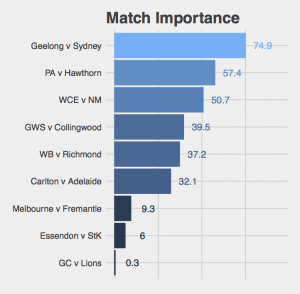 Match Importance
Geelong v Sydney 74.9
PA v Hawthorn 57.4
WCE v NM 50.7
GWS v Collingwood 39.5
WB v Richmond 37.2
Carlton v Adelaide 32.1
Melbourne v Fremantle 9.3
Essendon v StK 6
GC v Lions 0.3